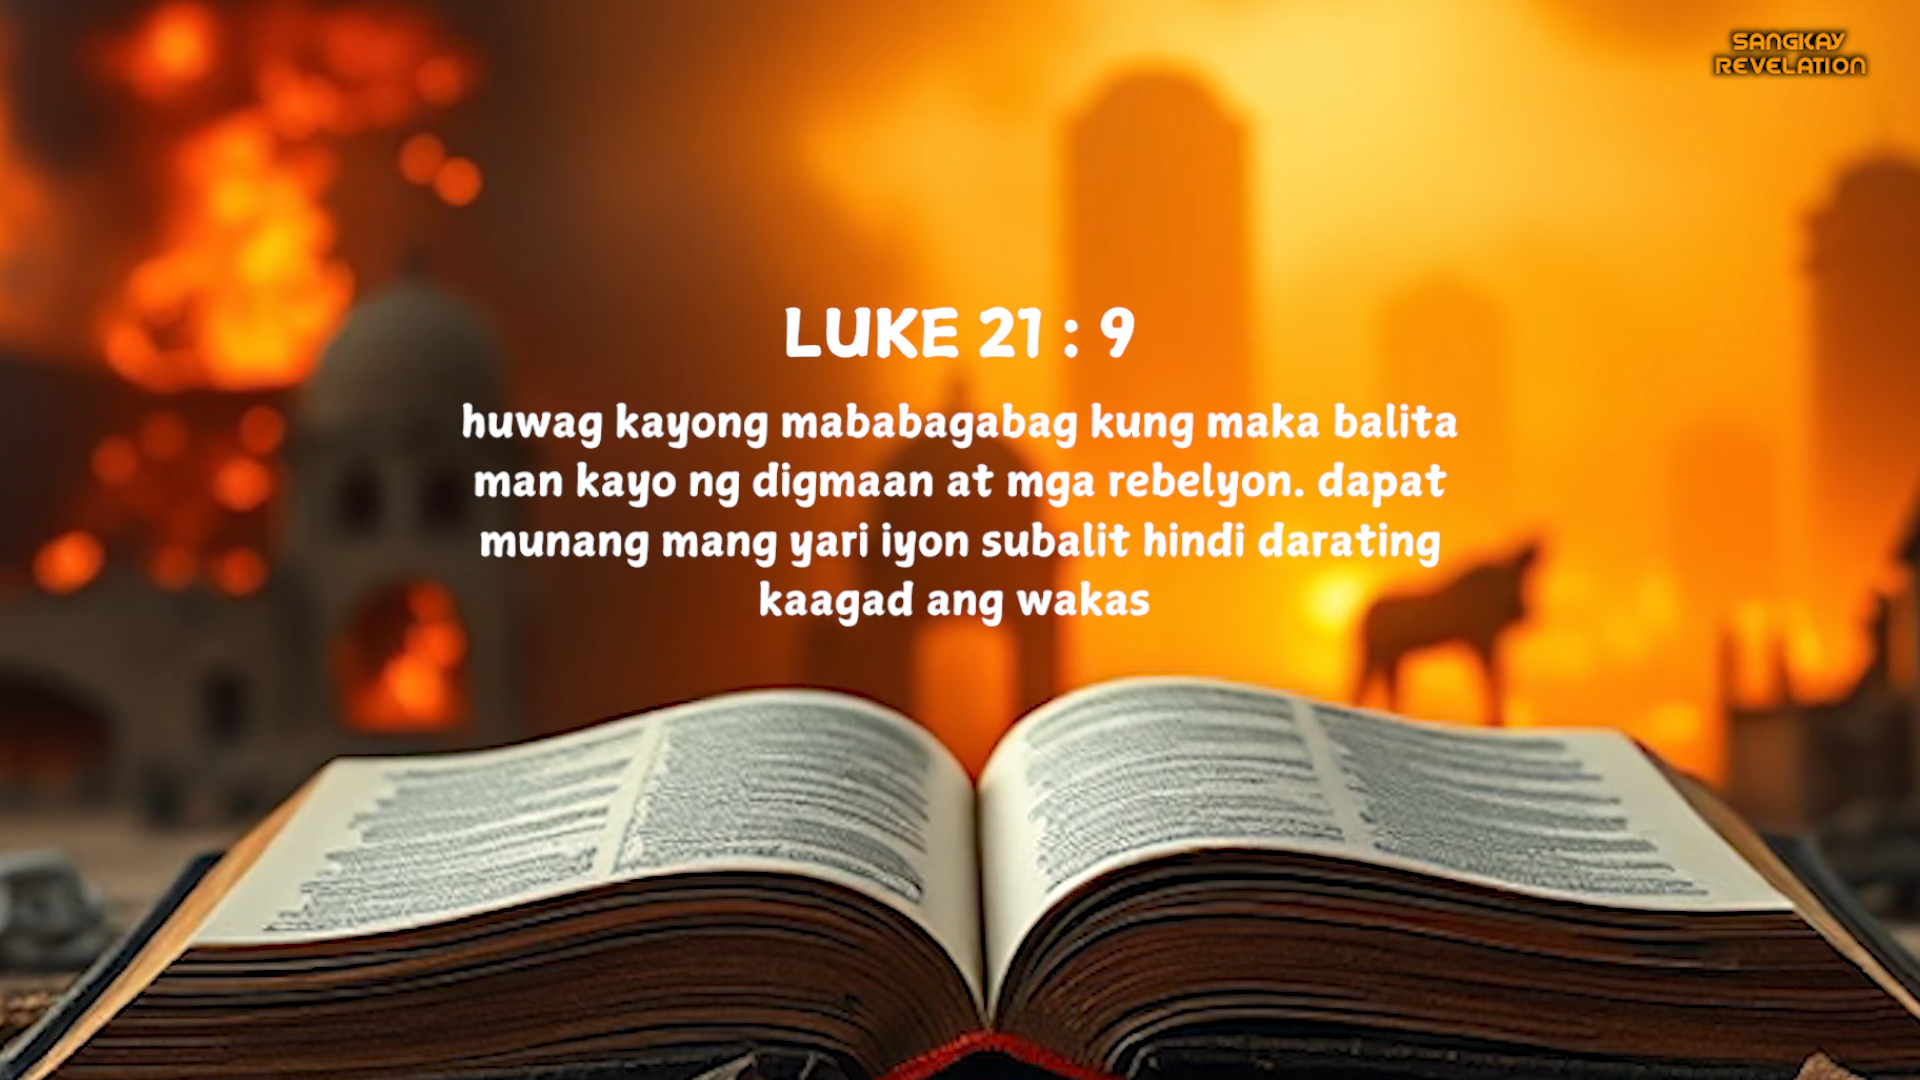 SANGKAY
REVELATION
LUKE 21 : 9
huwag kayong mababagabag kung maka balita
man kayo ng digmaan at mga rebelyon. dapat
munang mang yari iyon subalit hindi darating
kaagad ang wakas